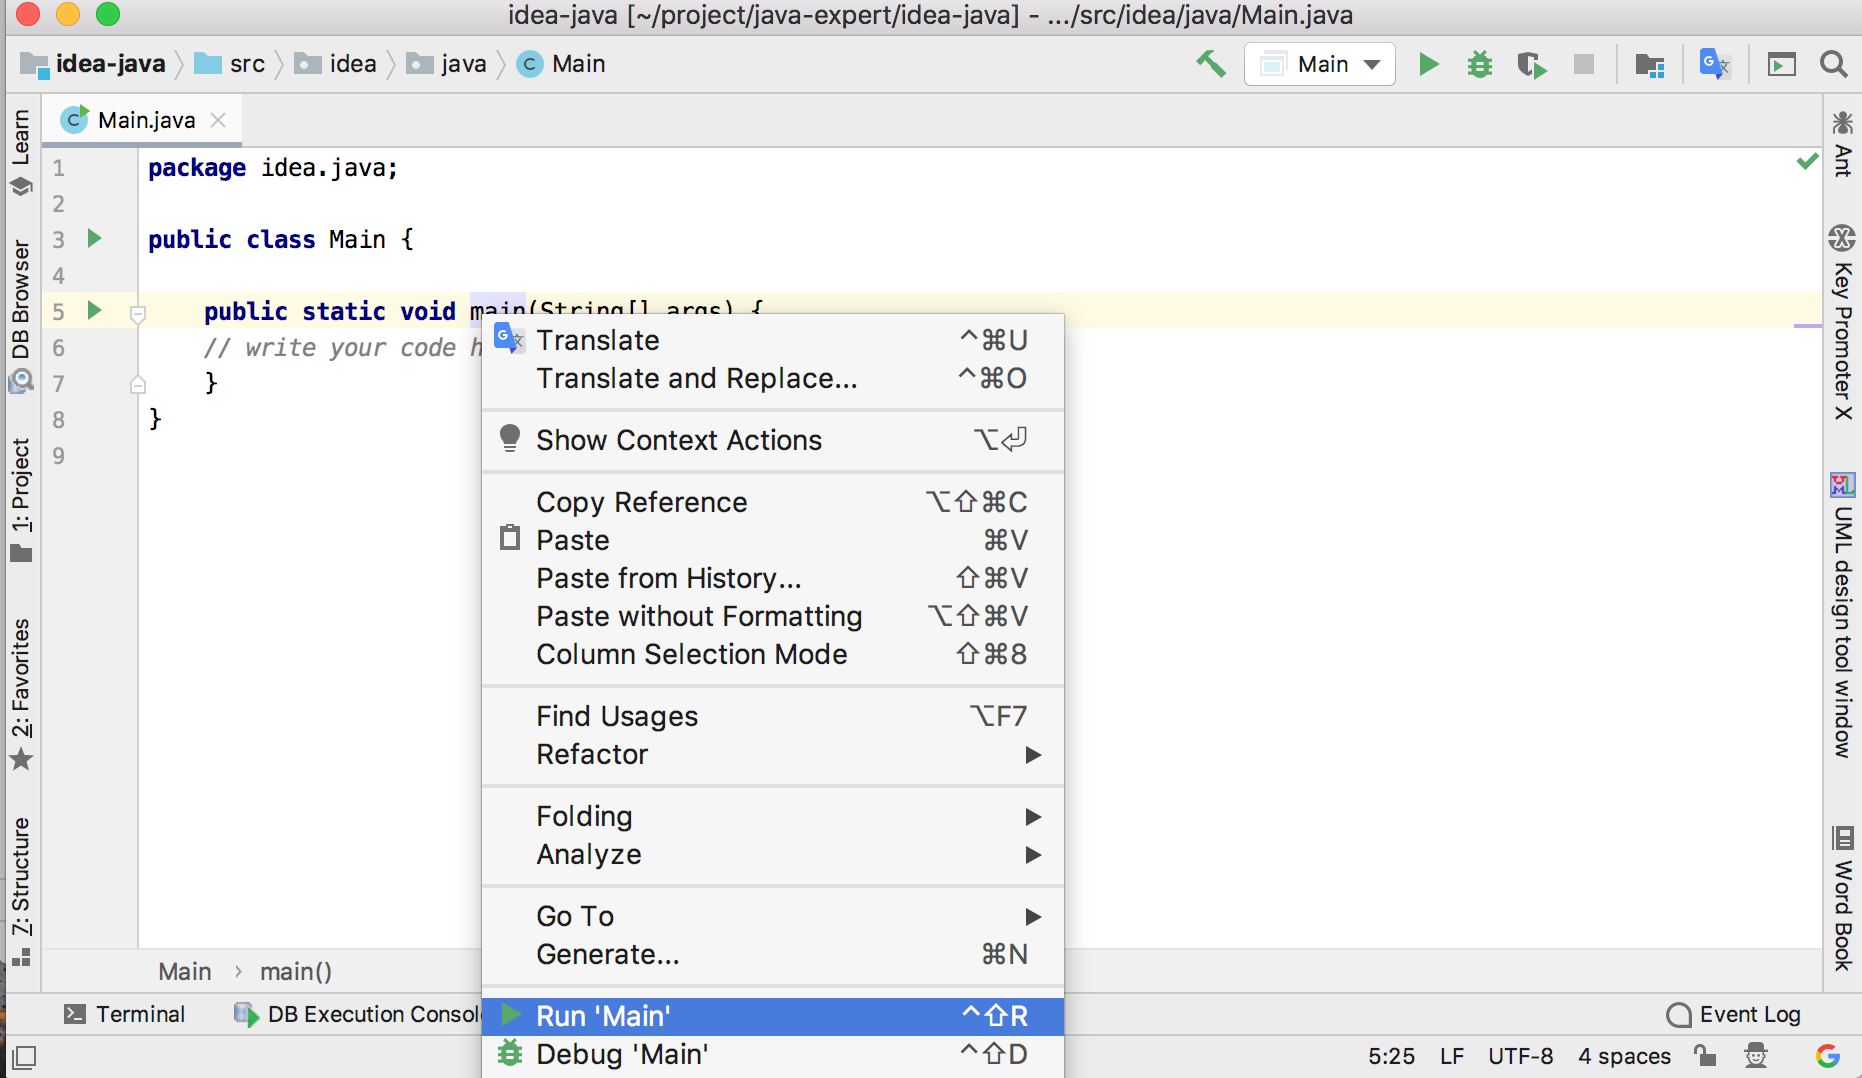 idea-java [~/project/java-expert/idea-java] - .../src/idea/java/Main.java
idea-java src idea java C Main Main
Learn
DB Browser
1: Project
2: Favorites
7: Structure
C Main.java
1 package idea.java;
2
3 public class Main {
4
5 public static void main(String[] args) {
6 // write your code
7 }
8 }
9
Translate ^⌘U
Translate and Replace... ^⌘O
Show Context Actions ⌥⏎
Copy Reference ⌥⇧⌘C
Paste ⌘V
Paste from History... ⇧⌘V
Paste without Formatting ⌥⇧⌘V
Column Selection Mode ⇧⌘8
Find Usages ⌥F7
Refactor
Folding
Analyze
Go To
Generate... ⌘N
Run 'Main' ^⇧R
Debug 'Main' ^⇧D
Ant
Key Promoter X
UML design tool window
Word Book
Main › main()
Terminal DB Execution Consol Event Log
5:25 LF UTF-8 4 spaces